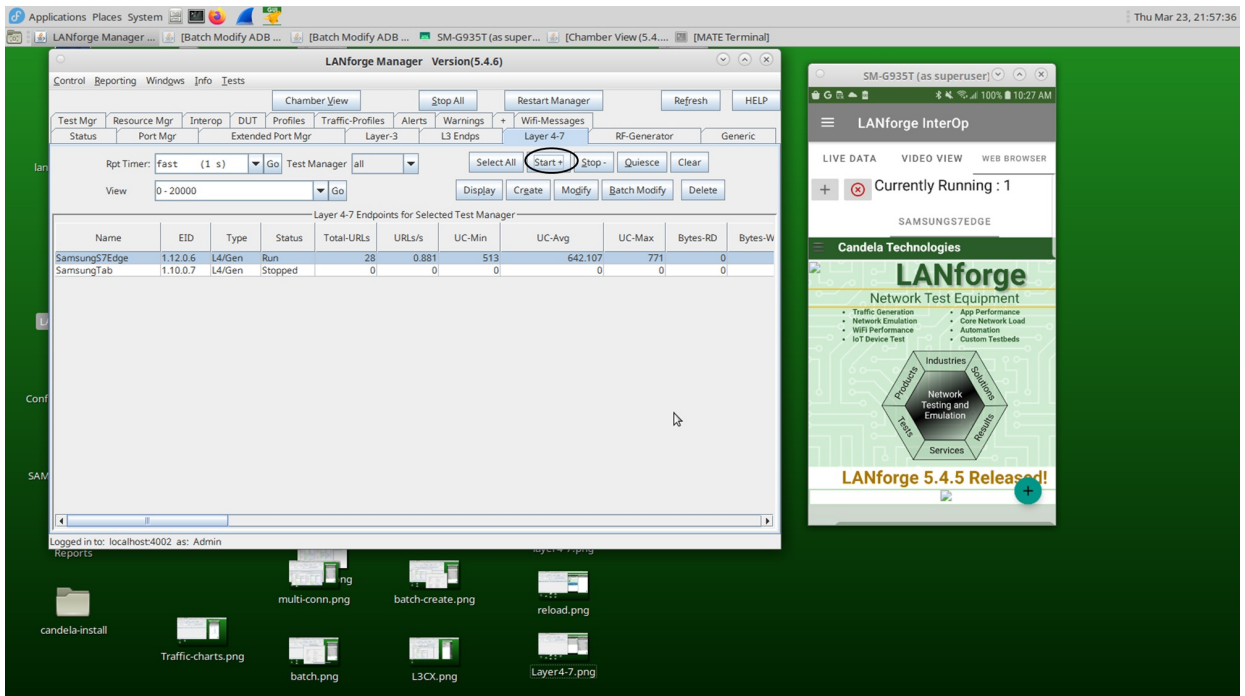 Applications Places System
Thu Mar 23, 21:57:36
LANforge Manager ...
[Batch Modify ADB ...
[Batch Modify ADB ...
SM-G935T (as super...
[Chamber View (5.4....
[MATE Terminal]
LANforge Manager Version(5.4.6)
Control Reporting Windows Info Tests
Chamber View Stop All Restart Manager Refresh HELP
Test Mgr Resource Mgr Interop DUT Profiles Traffic-Profiles Alerts Warnings + Wifi-Messages
Status Port Mgr Extended Port Mgr Layer-3 L3 Endps Layer 4-7 RF-Generator Generic
Rpt Timer: fast (1 s) Go Test Manager all Select All Start + Stop - Quiesce Clear
View 0 - 20000 Go Display Create Modify Batch Modify Delete
Layer 4-7 Endpoints for Selected Test Manager
Name EID Type Status Total-URLs URLs/s UC-Min UC-Avg UC-Max Bytes-RD Bytes-W
SamsungS7Edge 1.12.0.6 L4/Gen Run 28 0.881 513 642.107 771 0
SamsungTab 1.10.0.7 L4/Gen Stopped 0 0 0 0 0 0
Logged in to: localhost:4002 as: Admin
SM-G935T (as superuser)
100% 10:27 AM
LANforge InterOp
LIVE DATA VIDEO VIEW WEB BROWSER
+ Currently Running : 1
SAMSUNGS7EDGE
Candela Technologies
LANforge
Network Test Equipment
• Traffic Generation
• Network Emulation
• WiFi Performance
• IoT Device Test
• App Performance
• Core Network Load
• Automation
• Custom Testbeds
Industries
Products
Solutions
Network
Testing and
Emulation
Tests
Results
Services
LANforge 5.4.5 Released!
+
lan
Conf
SAM
Reports
candela-install
Traffic-charts.png
multi-conn.png
batch.png
batch-create.png
L3CX.png
reload.png
Layer4-7.png